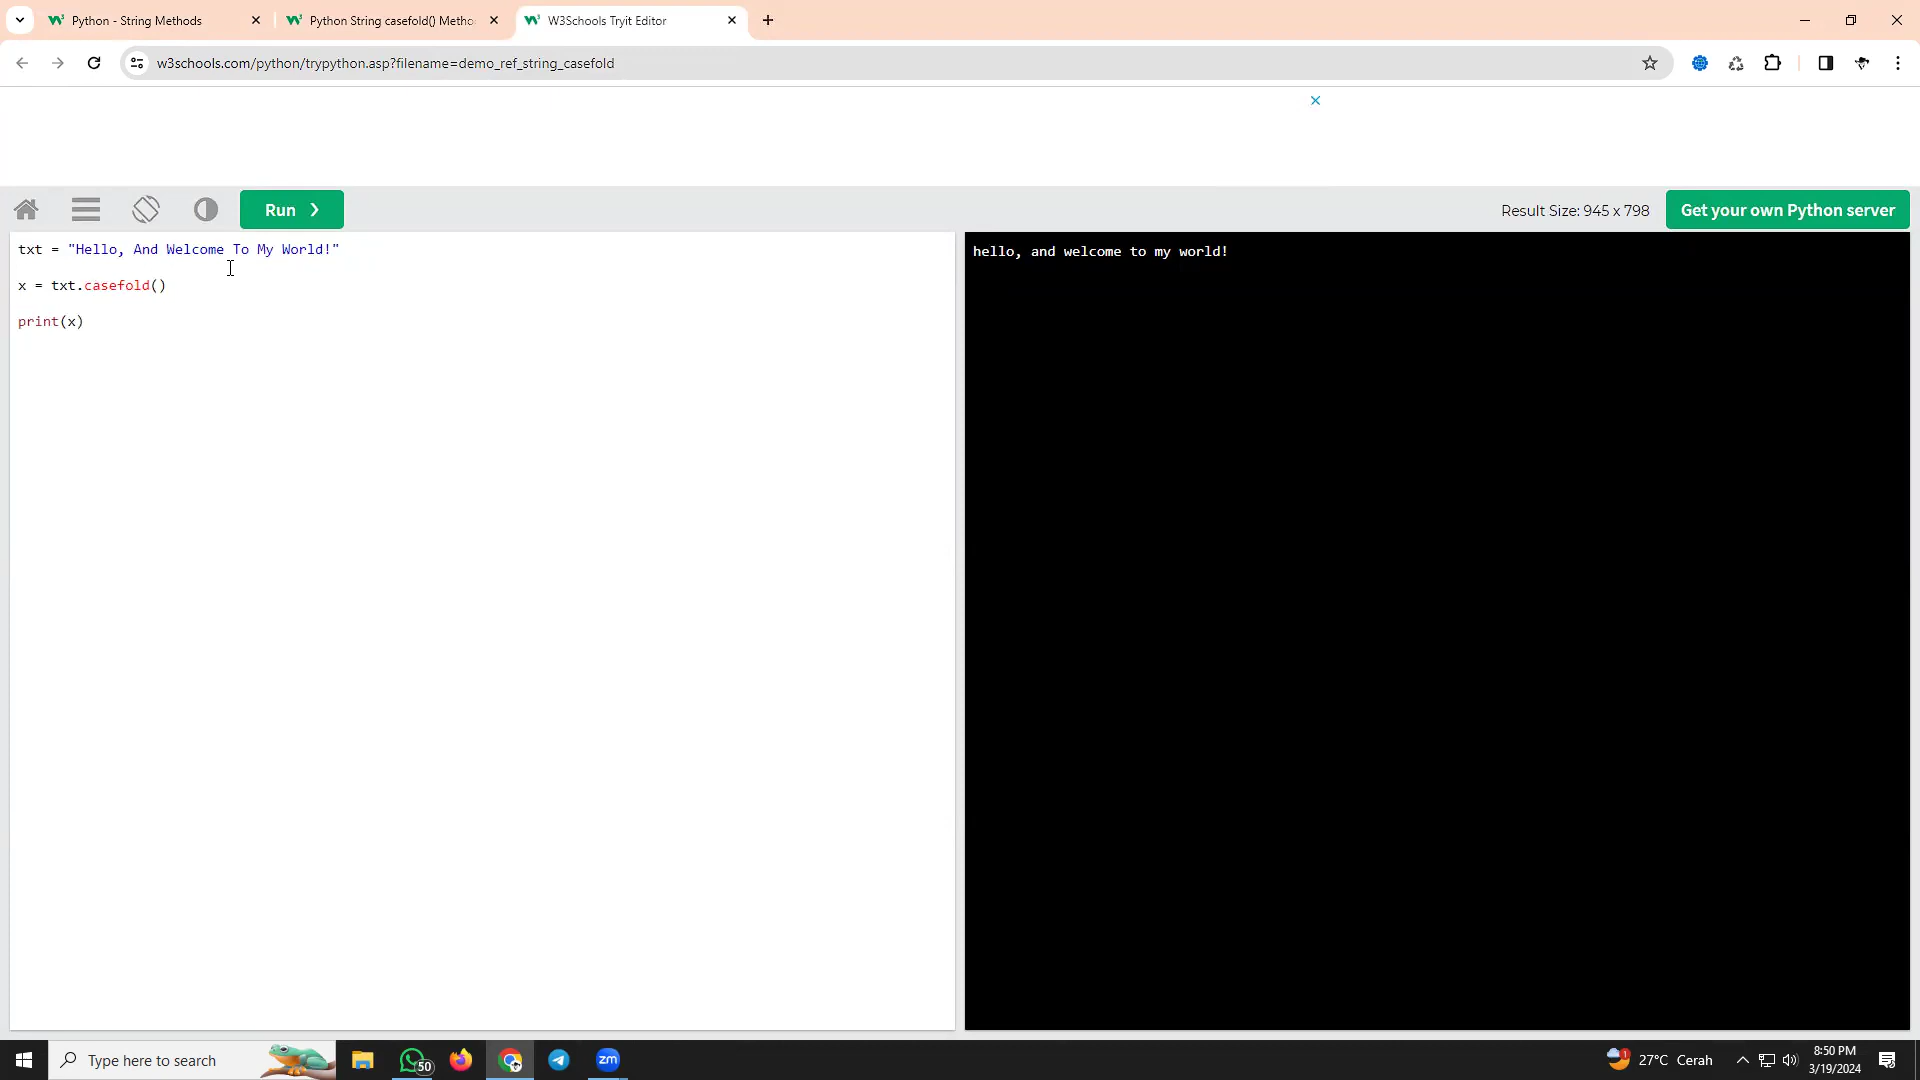 Python - String Methods
Python String casefold() Metho
W3Schools Tryit Editor
w3schools.com/python/trypython.asp?filename=demo_ref_string_casefold
Run ❯
Result Size: 945 x 798
Get your own Python server
txt = "Hello, And Welcome To My World!"
x = txt.casefold()
print(x)
hello, and welcome to my world!
Type here to search
50
zm
1
27°C Cerah
8:50 PM
3/19/2024